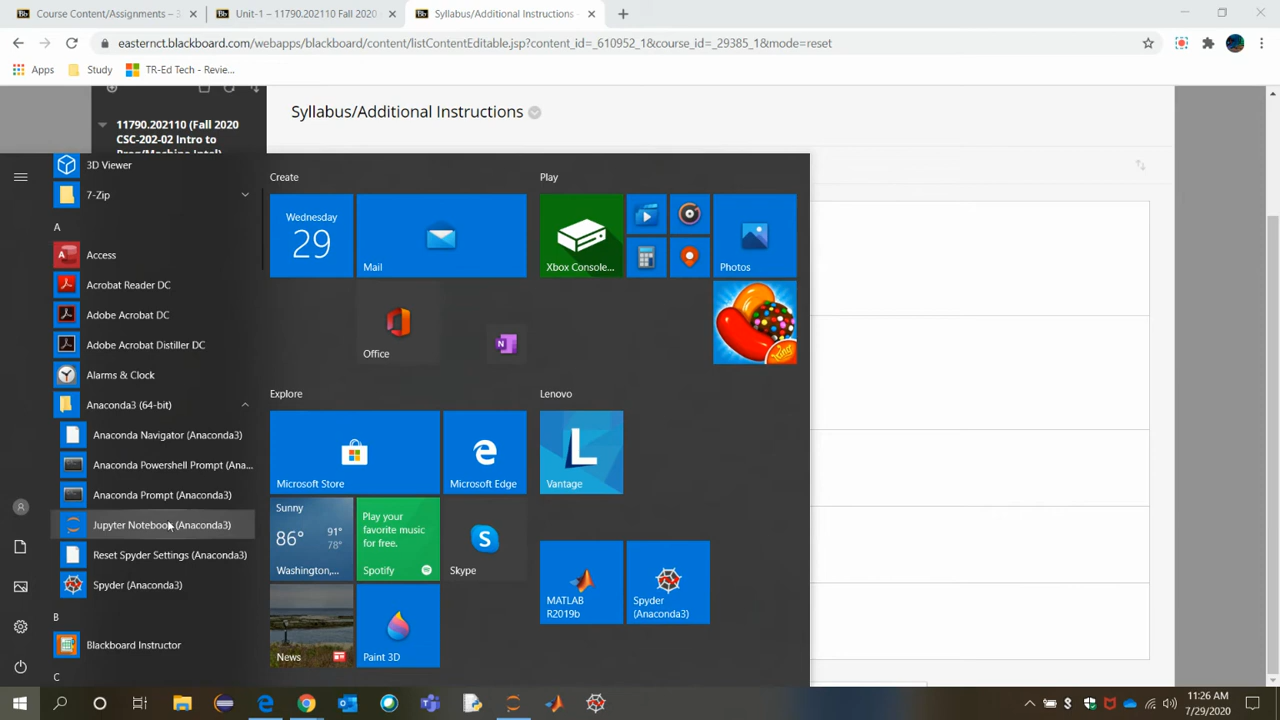 Course Content/Assignments – 3
Unit-1 – 11790.202110 Fall 2020
Syllabus/Additional Instructions –
easternct.blackboard.com/webapps/blackboard/content/listContentEditable.jsp?content_id=_610952_1&course_id=_29385_1&mode=reset
Apps
Study
TR-Ed Tech - Revie...
11790.202110 (Fall 2020
CSC-202-02 Intro to
Syllabus/Additional Instructions
3D Viewer
7-Zip
A
Access
Acrobat Reader DC
Adobe Acrobat DC
Adobe Acrobat Distiller DC
Alarms & Clock
Anaconda3 (64-bit)
Anaconda Navigator (Anaconda3)
Anaconda Powershell Prompt (Ana...
Anaconda Prompt (Anaconda3)
Jupyter Notebook (Anaconda3)
Reset Spyder Settings (Anaconda3)
Spyder (Anaconda3)
B
Blackboard Instructor
C
Create
Wednesday
29
Mail
Office
Play
Xbox Console...
Photos
Explore
Microsoft Store
Microsoft Edge
Sunny
86° 91°
78°
Washington,...
Play your
favorite music
for free.
Spotify
Skype
News
Paint 3D
Lenovo
Vantage
MATLAB
R2019b
Spyder
(Anaconda3)
11:26 AM
7/29/2020